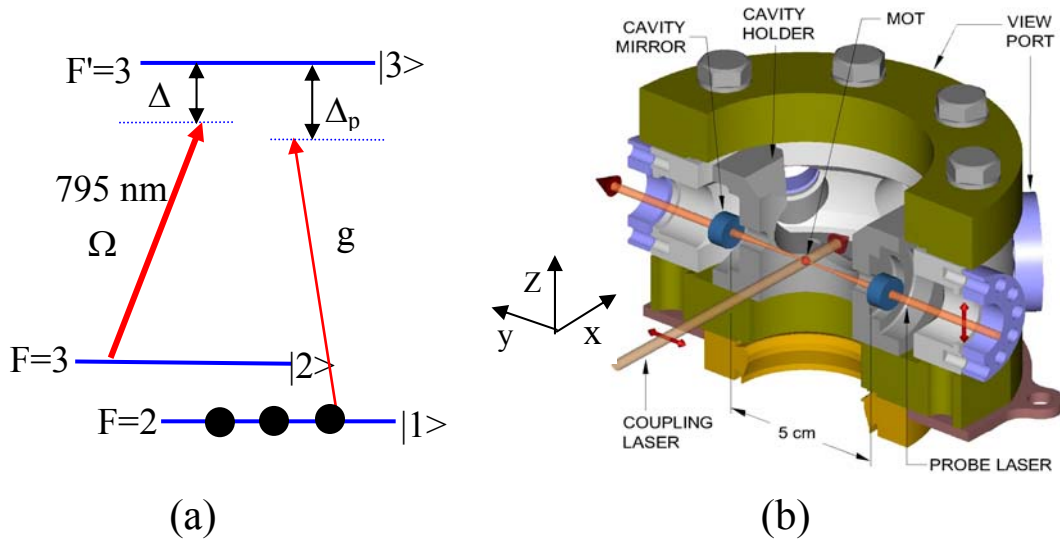 F'=3
|3>
Δ
Δp
795 nm
Ω
g
F=3
|2>
F=2
|1>
(a)
CAVITY
MIRROR
CAVITY
HOLDER
MOT
VIEW
PORT
Z
y
x
COUPLING
LASER
5 cm
PROBE LASER
(b)